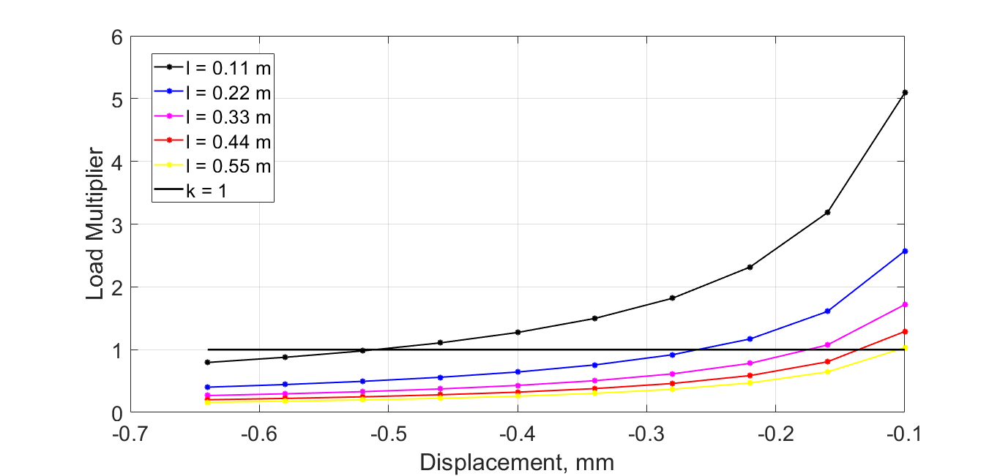 6
5
4
3
2
1
0
Load Multiplier
l = 0.11 m
l = 0.22 m
l = 0.33 m
l = 0.44 m
l = 0.55 m
k = 1
-0.7 -0.6 -0.5 -0.4 -0.3 -0.2 -0.1
Displacement, mm